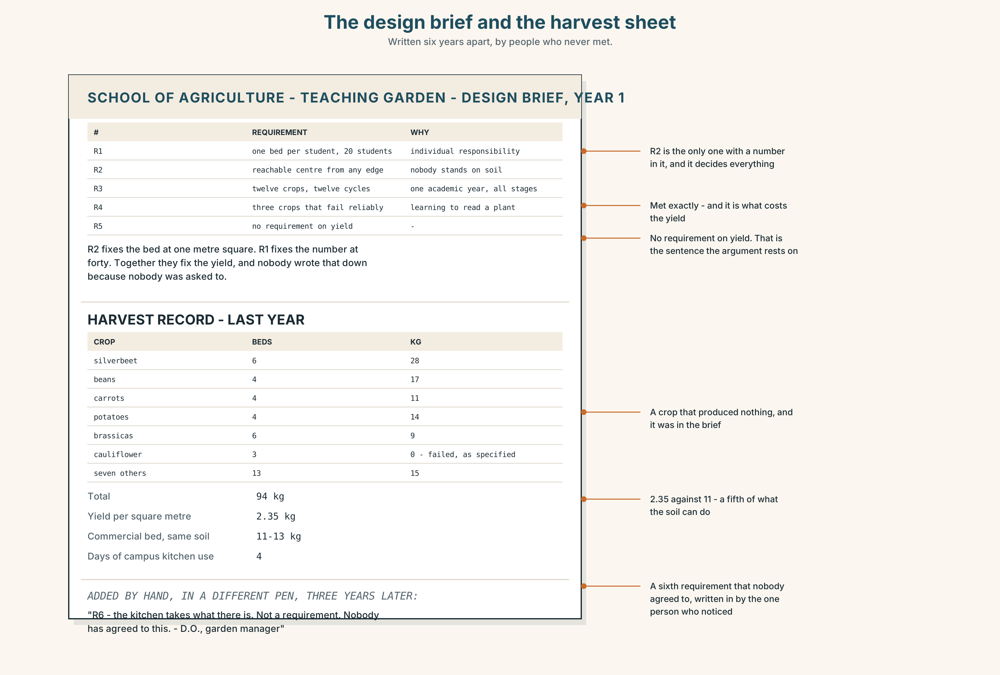 The design brief and the harvest sheet
Written six years apart, by people who never met.
SCHOOL OF AGRICULTURE - TEACHING GARDEN - DESIGN BRIEF, YEAR 1
# REQUIREMENT WHY
R1 one bed per student, 20 students individual responsibility
R2 reachable centre from any edge nobody stands on soil
R3 twelve crops, twelve cycles one academic year, all stages
R4 three crops that fail reliably learning to read a plant
R5 no requirement on yield -
R2 fixes the bed at one metre square. R1 fixes the number at
forty. Together they fix the yield, and nobody wrote that down
because nobody was asked to.
HARVEST RECORD - LAST YEAR
CROP BEDS KG
silverbeet 6 28
beans 4 17
carrots 4 11
potatoes 4 14
brassicas 6 9
cauliflower 3 0 - failed, as specified
seven others 13 15
Total 94 kg
Yield per square metre 2.35 kg
Commercial bed, same soil 11-13 kg
Days of campus kitchen use 4
ADDED BY HAND, IN A DIFFERENT PEN, THREE YEARS LATER:
"R6 - the kitchen takes what there is. Not a requirement. Nobody
has agreed to this. - D.O., garden manager"
R2 is the only one with a number
in it, and it decides everything
Met exactly - and it is what costs
the yield
No requirement on yield. That is
the sentence the argument rests on
A crop that produced nothing, and
it was in the brief
2.35 against 11 - a fifth of what
the soil can do
A sixth requirement that nobody
agreed to, written in by the one
person who noticed